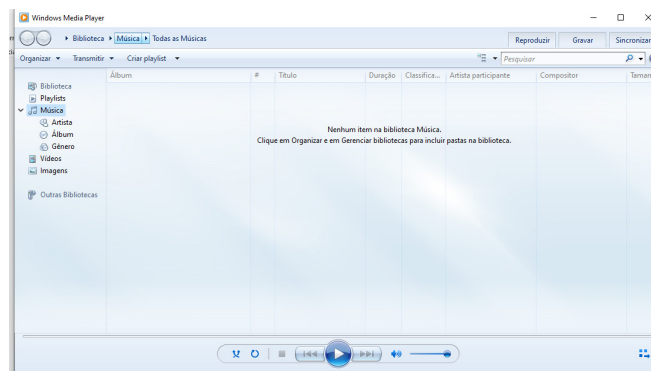 Windows Media Player
Biblioteca Música Todas as Músicas
Reproduzir Gravar Sincronizar
Organizar Transmitir Criar playlist
Pesquisar
Álbum # Título Duração Classifica... Artista participante Compositor Taman
Biblioteca
Playlists
Música
Artista
Álbum
Gênero
Vídeos
Imagens
Outras Bibliotecas
Nenhum item na biblioteca Música.
Clique em Organizar e em Gerenciar bibliotecas para incluir pastas na biblioteca.